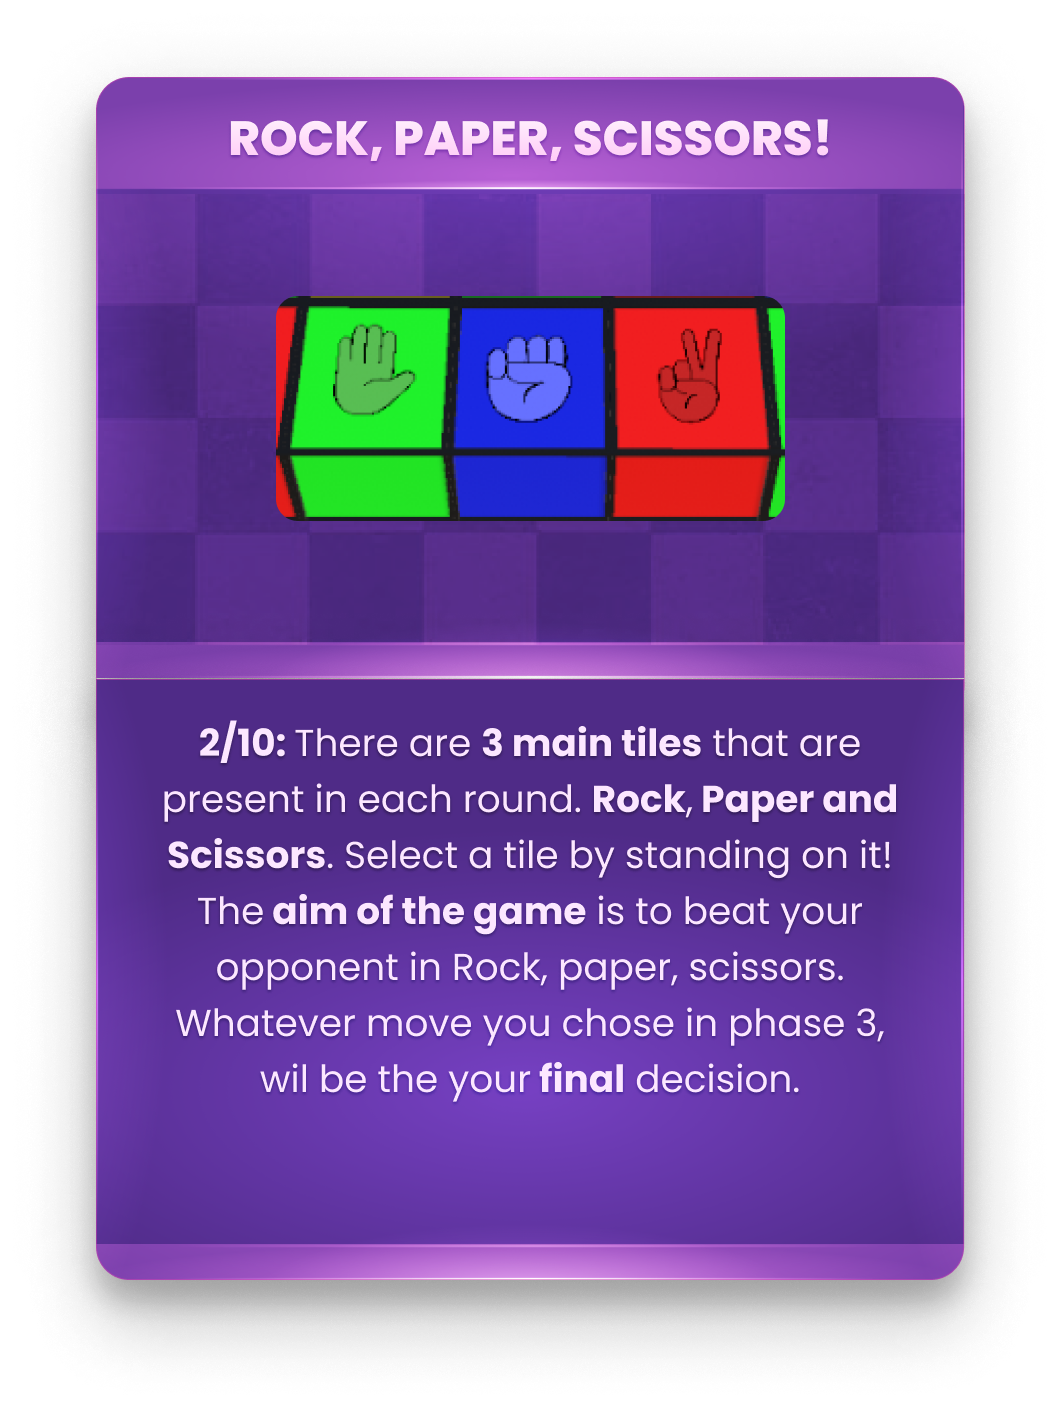 ROCK, PAPER, SCISSORS!
2/10: There are 3 main tiles that are
present in each round. Rock, Paper and
Scissors. Select a tile by standing on it!
The aim of the game is to beat your
opponent in Rock, paper, scissors.
Whatever move you chose in phase 3,
wil be the your final decision.